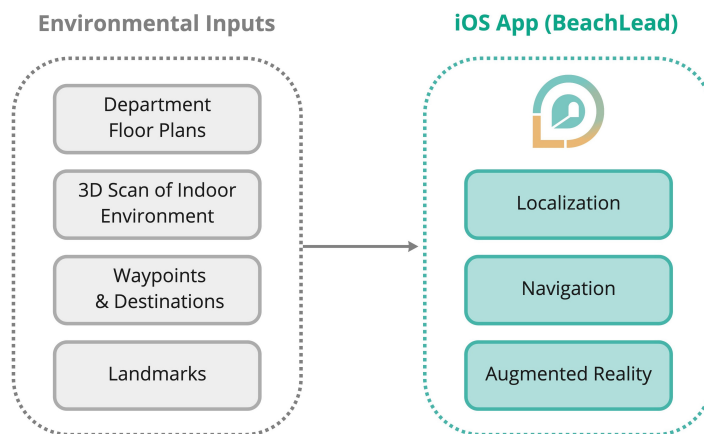 Environmental Inputs
Department
Floor Plans
3D Scan of Indoor
Environment
Waypoints
& Destinations
Landmarks
iOS App (BeachLead)
Localization
Navigation
Augmented Reality